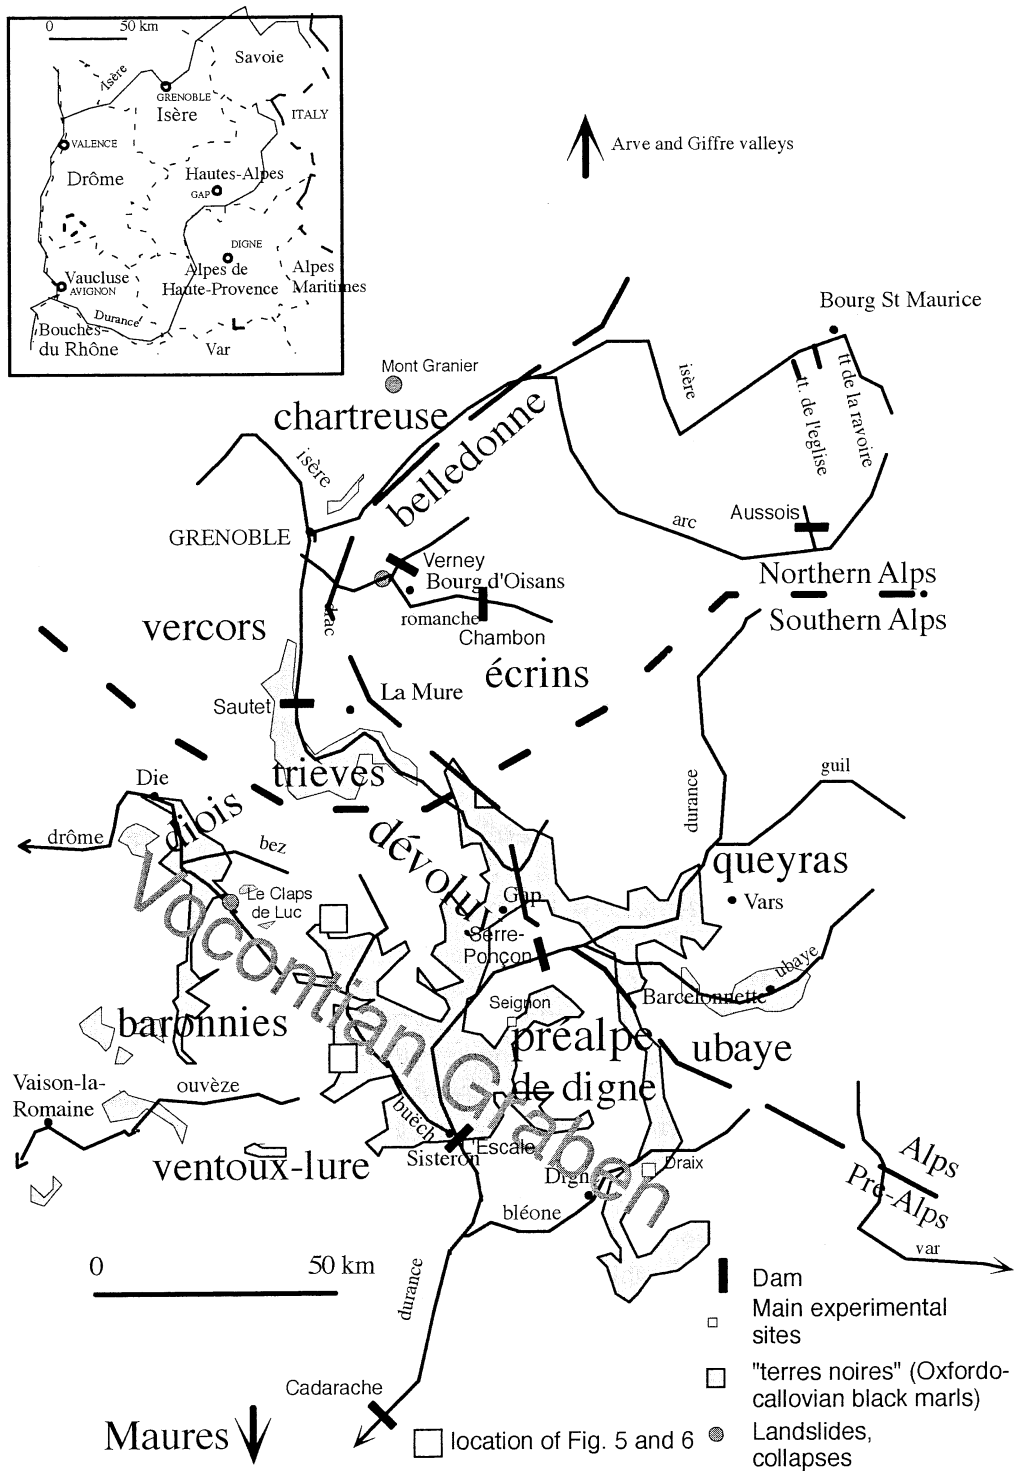 0 50 km
Savoie
Isère
GRENOBLE
Isère
ITALY
VALENCE
Drôme
Hautes-Alpes
GAP
DIGNE
Vaucluse
AVIGNON
Alpes de
Haute-Provence
Alpes
Maritimes
Durance
Bouches-
du Rhône
Var
Arve and Giffre valleys
Bourg St Maurice
Mont Granier
isère
tt de la ravoire
tt. de l'eglise
chartreuse
belledonne
isère
GRENOBLE
arc
Aussois
Verney
Bourg d'Oisans
Northern Alps
romanche
drac
Southern Alps
vercors
Chambon
écrins
Sautet
La Mure
trièves
Die
durance
guil
diois
drôme
dévoluy
bez
queyras
Le Claps
de Luc
Gap
Vars
Serre-
Ponçon
ubaye
Vocontian Graben
Seignon
Barcelonnette
baronnies
préalpe
de digne
ubaye
Vaison-la-
Romaine
ouvèze
buëch
L'Escale
Sisteron
ventoux-lure
Digne
Draix
Alps
Pré-Alps
bléone
var
0 50 km
durance
Dam
Main experimental
sites
"terres noires" (Oxfordo-
callovian black marls)
Cadarache
Maures
location of Fig. 5 and 6
Landslides,
collapses